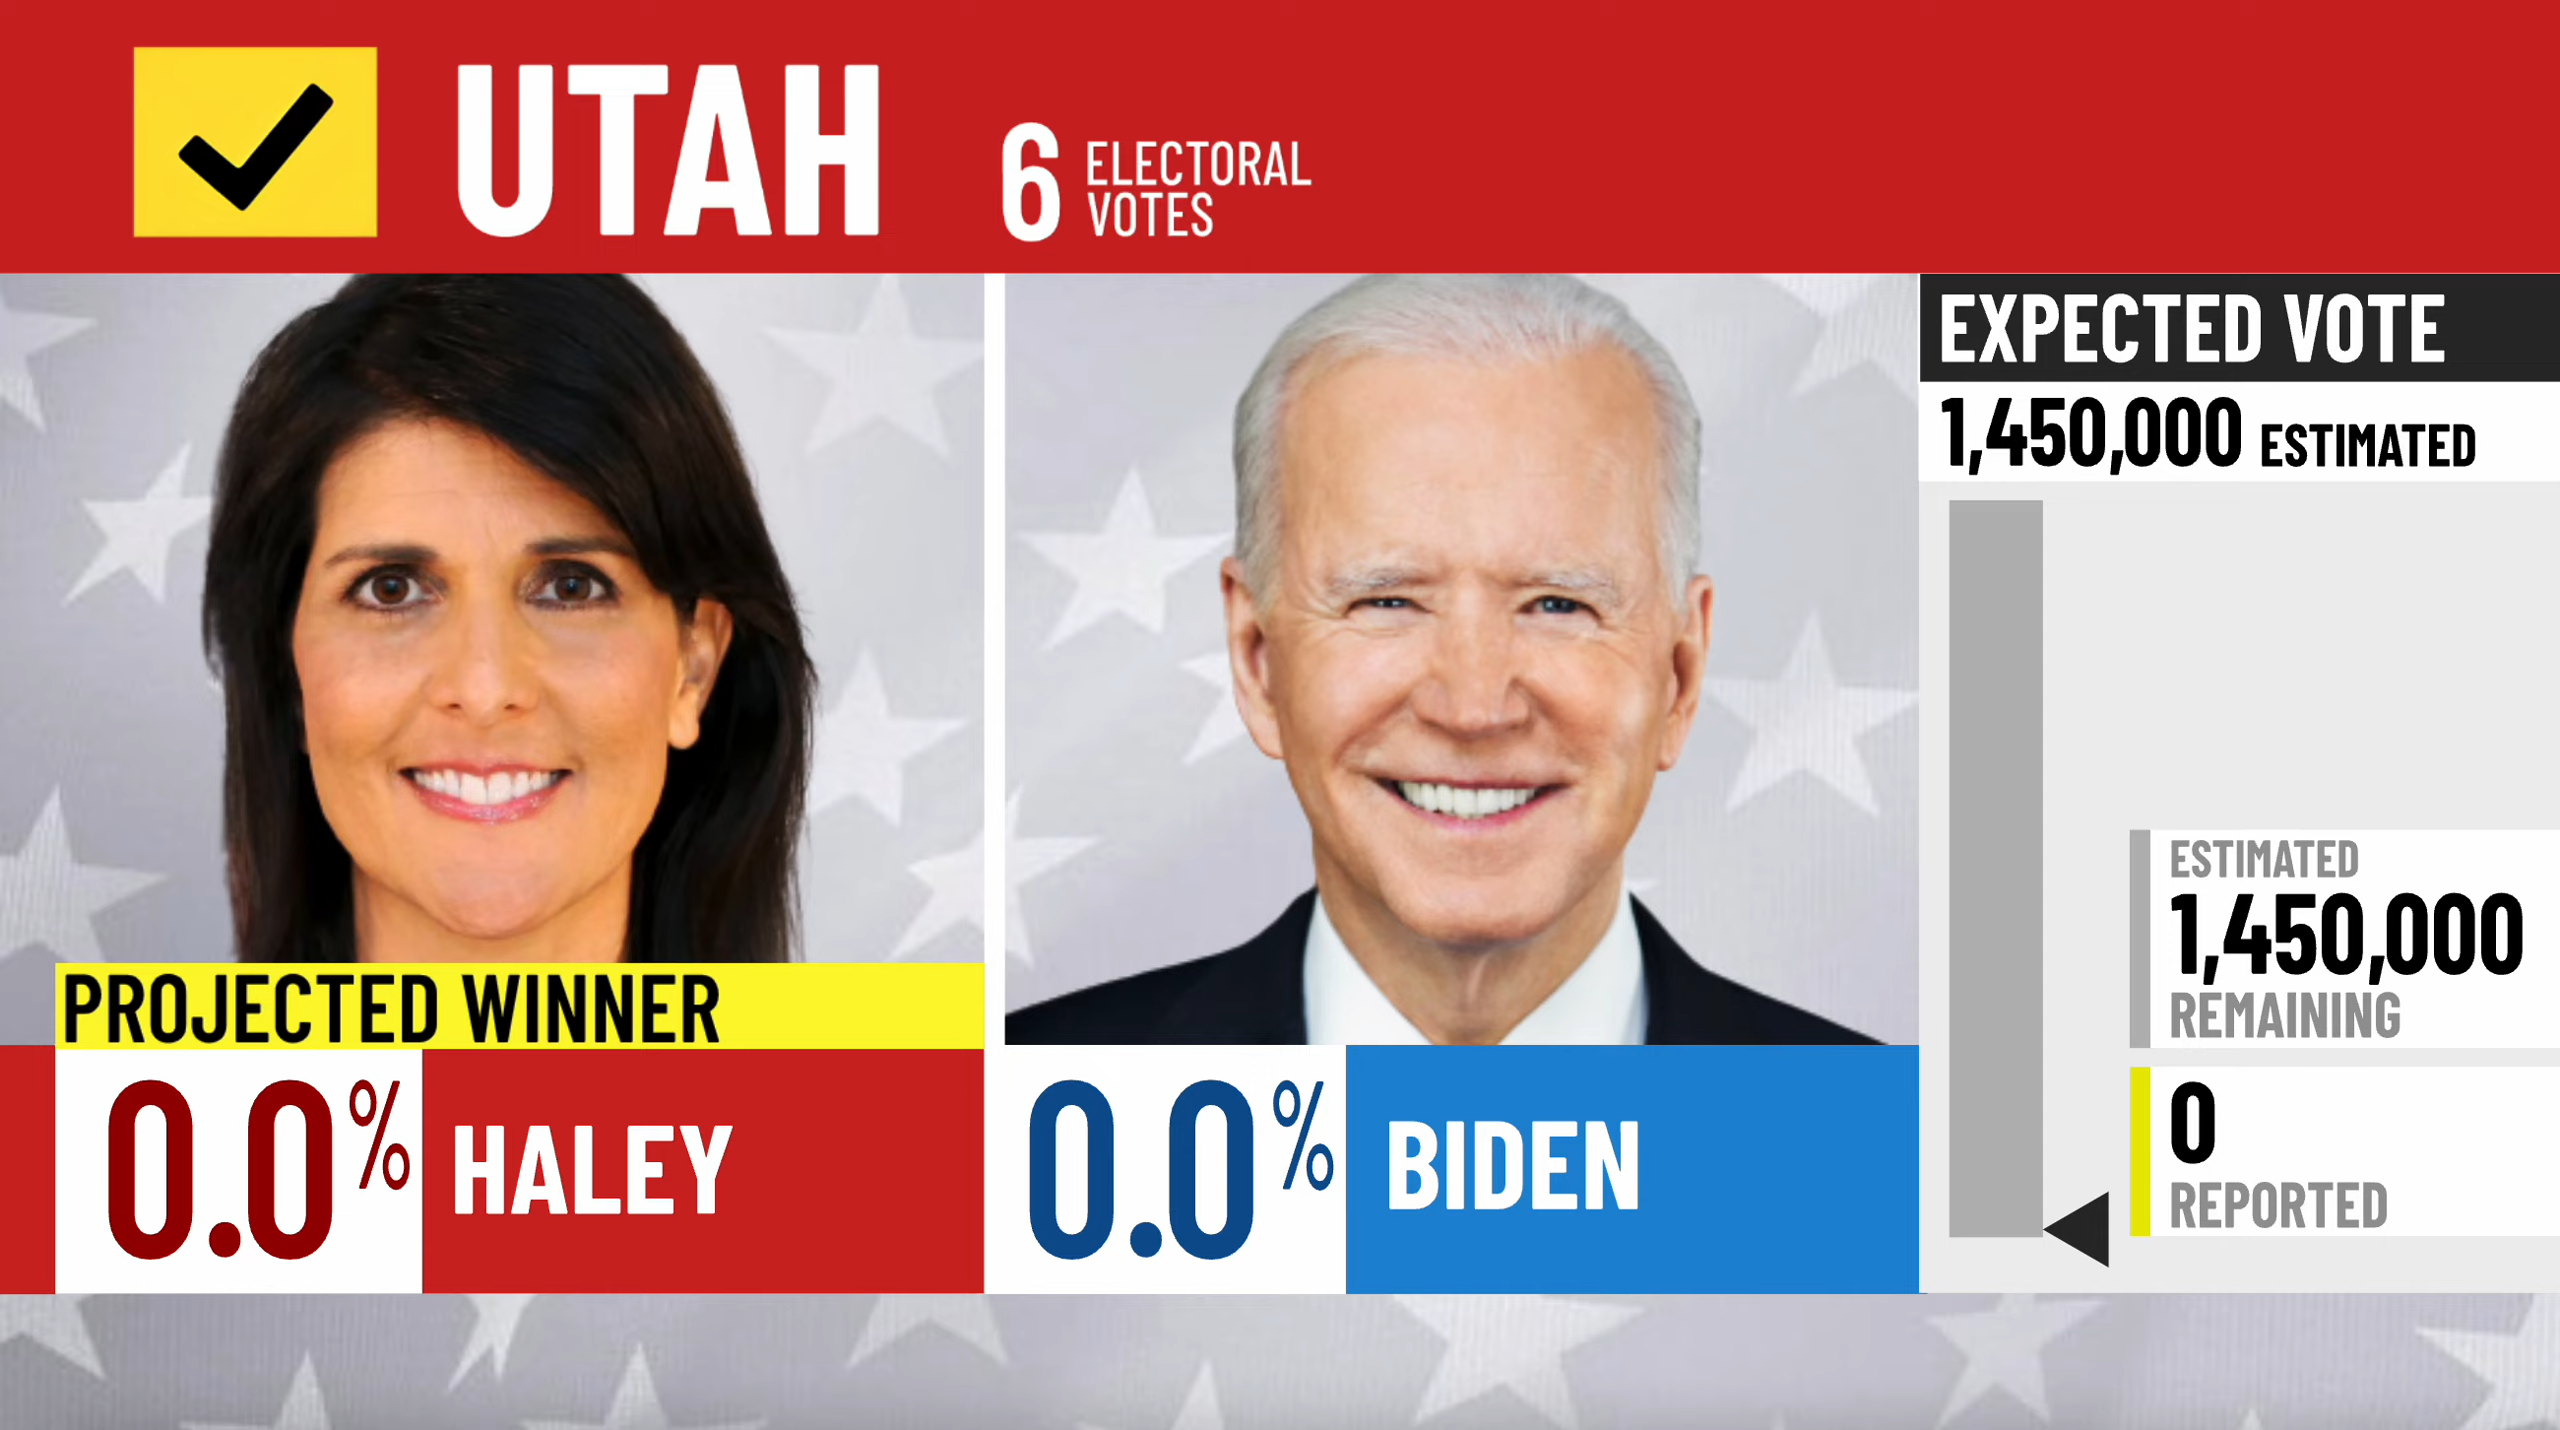 UTAH
6 ELECTORAL
VOTES
EXPECTED VOTE
1,450,000 ESTIMATED
ESTIMATED
1,450,000
REMAINING
0
REPORTED
PROJECTED WINNER
0.0% HALEY
0.0% BIDEN